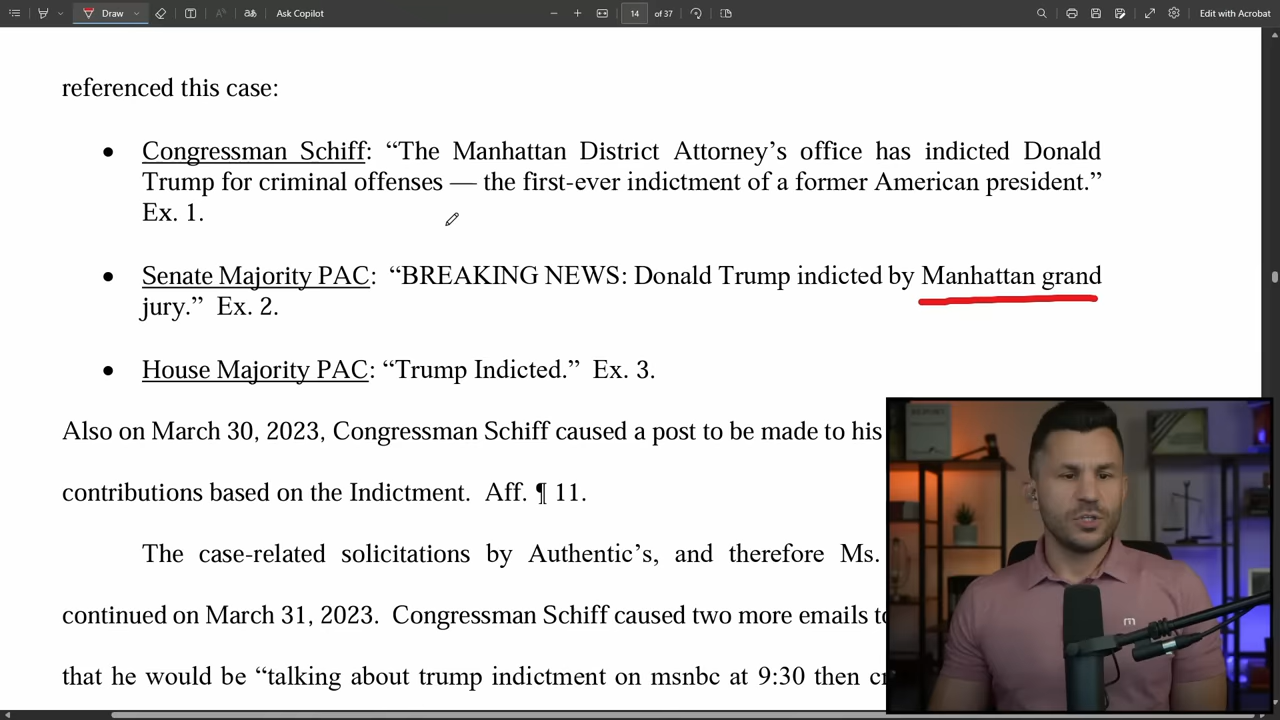 Draw
Ask Copilot
14 of 37
Edit with Acrobat
referenced this case:
• Congressman Schiff: “The Manhattan District Attorney’s office has indicted Donald
Trump for criminal offenses — the first-ever indictment of a former American president.”
Ex. 1.
• Senate Majority PAC: “BREAKING NEWS: Donald Trump indicted by Manhattan grand
jury.” Ex. 2.
• House Majority PAC: “Trump Indicted.” Ex. 3.
Also on March 30, 2023, Congressman Schiff caused a post to be made to his
contributions based on the Indictment. Aff. ¶ 11.
The case-related solicitations by Authentic’s, and therefore Ms.
continued on March 31, 2023. Congressman Schiff caused two more emails
that he would be “talking about trump indictment on msnbc at 9:30 then